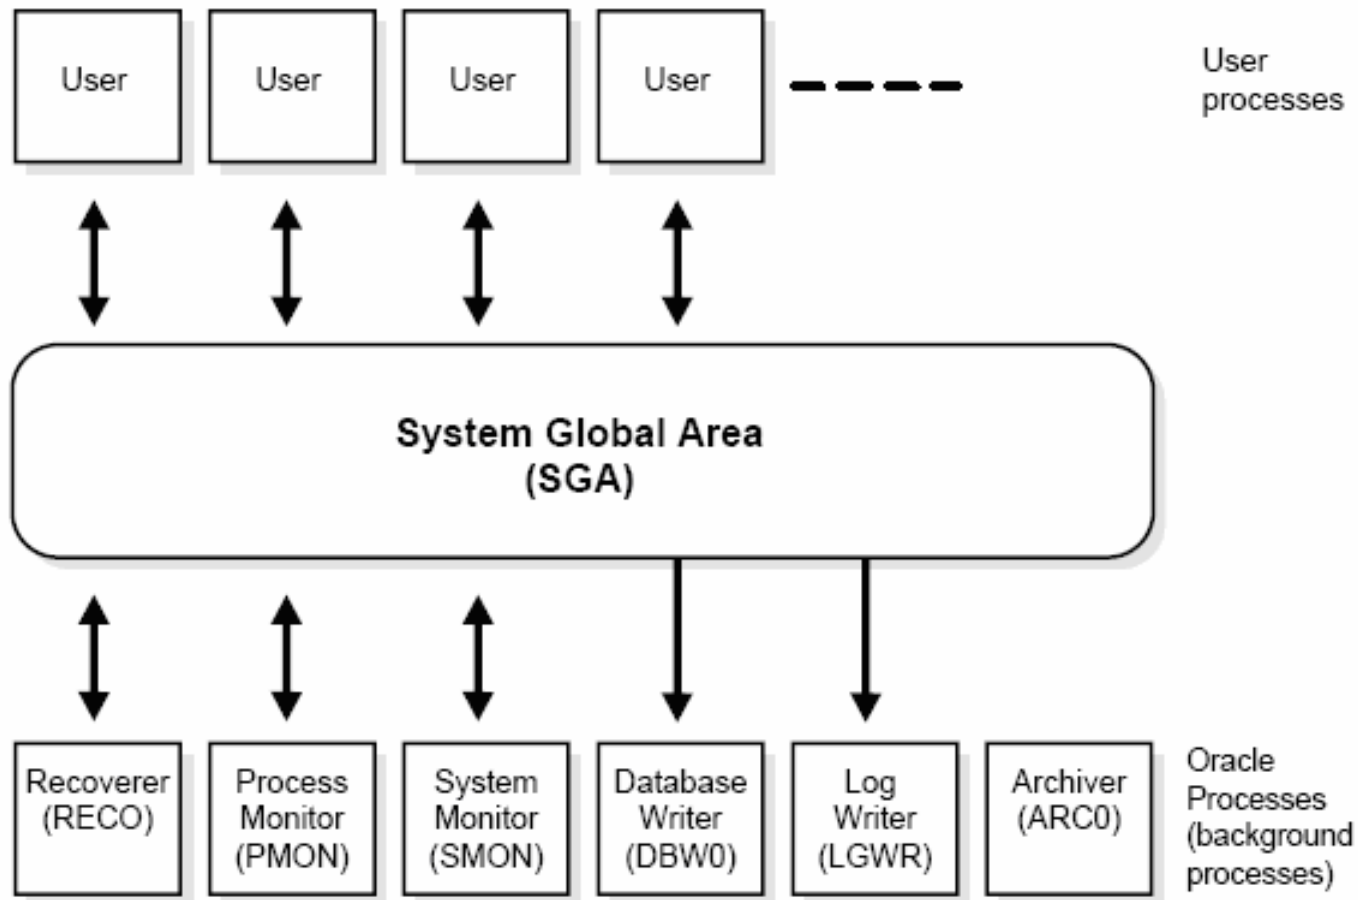 User
User
User
User
User
processes
System Global Area
(SGA)
Recoverer
(RECO)
Process
Monitor
(PMON)
System
Monitor
(SMON)
Database
Writer
(DBW0)
Log
Writer
(LGWR)
Archiver
(ARC0)
Oracle
Processes
(background
processes)